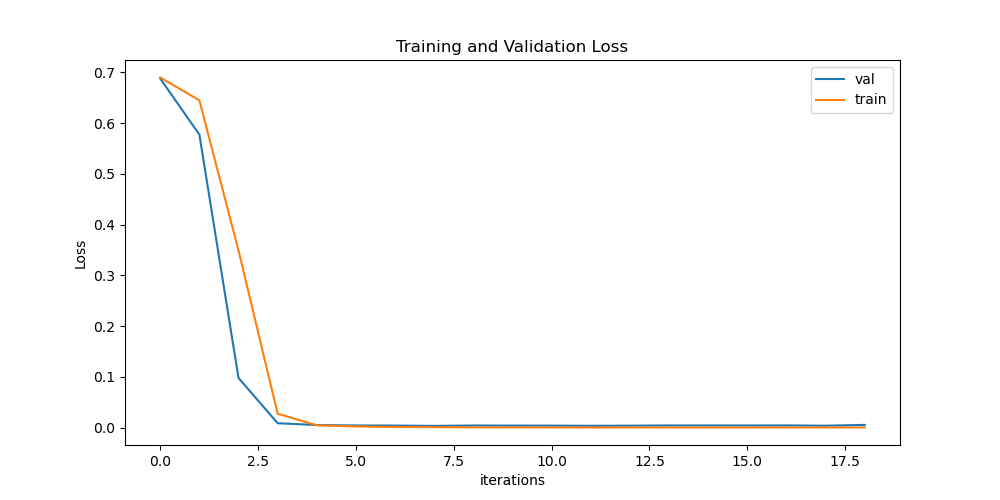 Training and Validation Loss
val
train
0.7
0.6
0.5
0.4
0.3
0.2
0.1
0.0
Loss
0.0 2.5 5.0 7.5 10.0 12.5 15.0 17.5
iterations